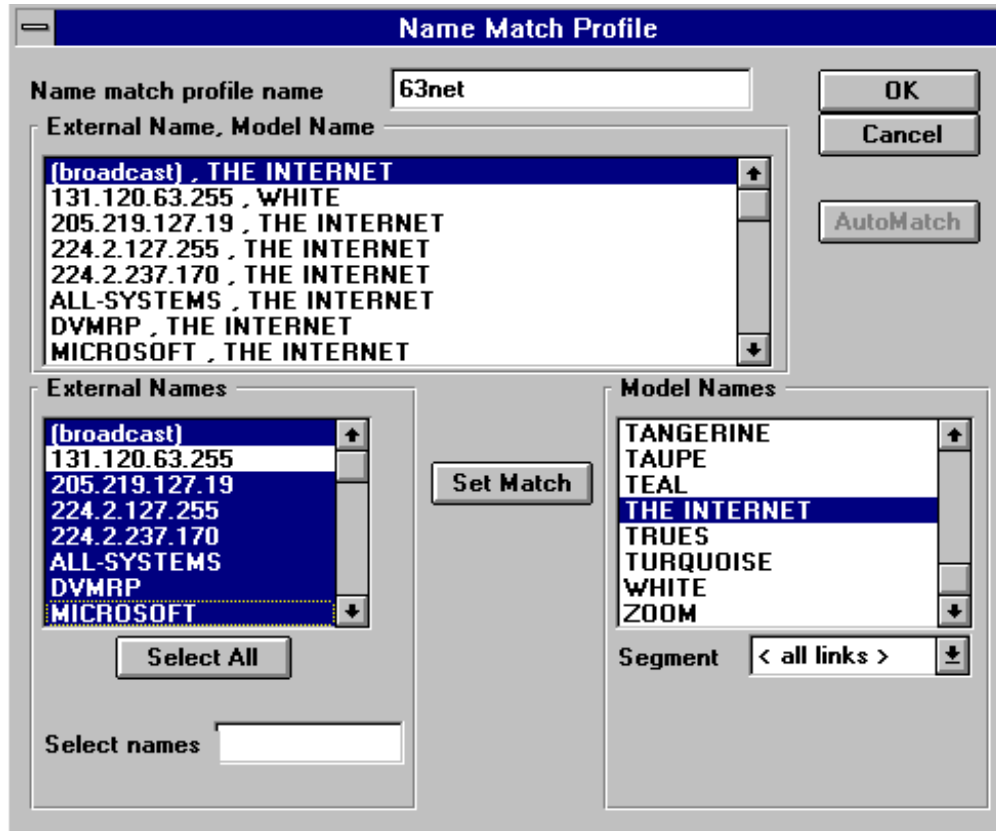 Name Match Profile
Name match profile name
63net
OK
Cancel
AutoMatch
External Name, Model Name
(broadcast) , THE INTERNET
131.120.63.255 , WHITE
205.219.127.19 , THE INTERNET
224.2.127.255 , THE INTERNET
224.2.237.170 , THE INTERNET
ALL-SYSTEMS , THE INTERNET
DVMRP , THE INTERNET
MICROSOFT , THE INTERNET
External Names
(broadcast)
131.120.63.255
205.219.127.19
224.2.127.255
224.2.237.170
ALL-SYSTEMS
DVMRP
MICROSOFT
Select All
Select names
Set Match
Model Names
TANGERINE
TAUPE
TEAL
THE INTERNET
TRUES
TURQUOISE
WHITE
ZOOM
Segment
< all links >